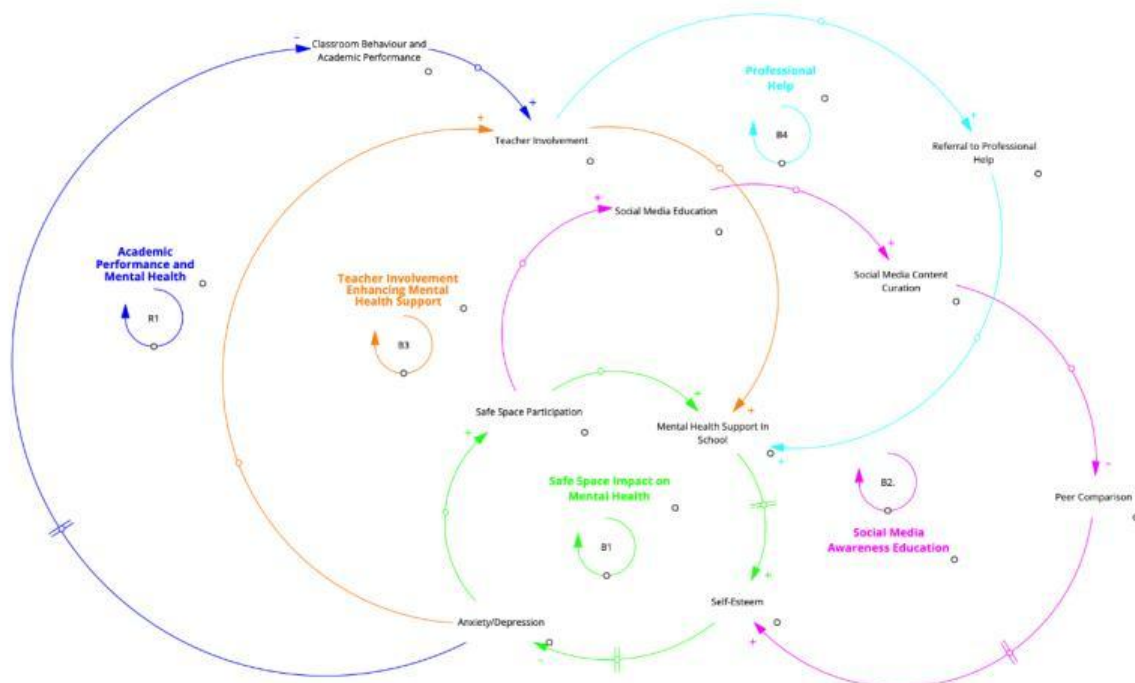 Classroom Behaviour and
Academic Performance
-
+
Professional
Help
+
+
B4
Teacher Involvement
Referral to Professional
Help
+
Social Media Education
+
Academic
Performance and
Mental Health
Teacher Involvement
Enhancing Mental
Health Support
Social Media Content
Curation
R1
B3
+
+
Safe Space Participation
Mental Health Support In
School
+
+
Safe Space Impact on
Mental Health
B2.
-
Peer Comparison
Social Media
Awareness Education
B1
+
Self-Esteem
Anxiety/Depression
+
-